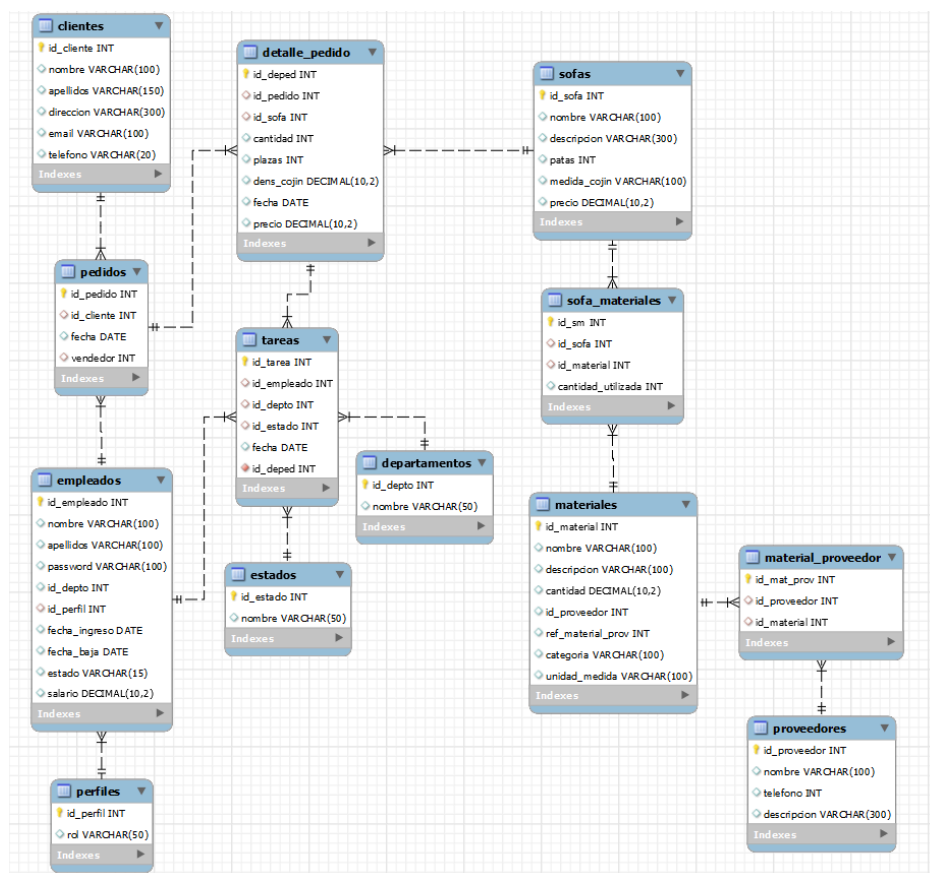 clientes
id_cliente INT
nombre VARCHAR(100)
apellidos VARCHAR(150)
direccion VARCHAR(300)
email VARCHAR(100)
telefono VARCHAR(20)
Indexes
detalle_pedido
id_deped INT
id_pedido INT
id_sofa INT
cantidad INT
plazas INT
dens_cojin DECIMAL(10,2)
fecha DATE
precio DECIMAL(10,2)
Indexes
sofas
id_sofa INT
nombre VARCHAR(100)
descripcion VARCHAR(300)
patas INT
medida_cojin VARCHAR(100)
precio DECIMAL(10,2)
Indexes
pedidos
id_pedido INT
id_cliente INT
fecha DATE
vendedor INT
Indexes
tareas
id_tarea INT
id_empleado INT
id_depto INT
id_estado INT
fecha DATE
id_deped INT
Indexes
sofa_materiales
id_sm INT
id_sofa INT
id_material INT
cantidad_utilizada INT
Indexes
empleados
id_empleado INT
nombre VARCHAR(100)
apellidos VARCHAR(100)
password VARCHAR(100)
id_depto INT
id_perfil INT
fecha_ingreso DATE
fecha_baja DATE
estado VARCHAR(15)
salario DECIMAL(10,2)
Indexes
departamentos
id_depto INT
nombre VARCHAR(50)
Indexes
estados
id_estado INT
nombre VARCHAR(50)
Indexes
materiales
id_material INT
nombre VARCHAR(100)
descripcion VARCHAR(100)
cantidad DECIMAL(10,2)
id_proveedor INT
ref_material_prov INT
categoria VARCHAR(100)
unidad_medida VARCHAR(100)
Indexes
material_proveedor
id_mat_prov INT
id_proveedor INT
id_material INT
Indexes
perfiles
id_perfil INT
rol VARCHAR(50)
Indexes
proveedores
id_proveedor INT
nombre VARCHAR(100)
telefono INT
descripcion VARCHAR(300)
Indexes